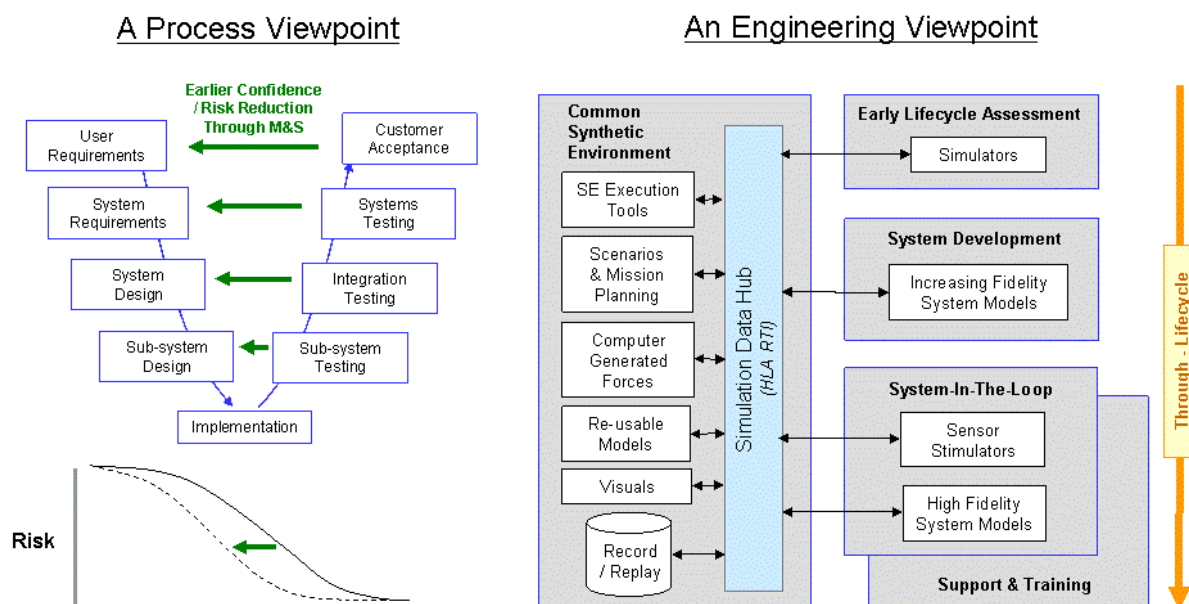 A Process Viewpoint
Earlier Confidence
/ Risk Reduction
Through M&S
User
Requirements
Customer
Acceptance
System
Requirements
Systems
Testing
System
Design
Integration
Testing
Sub-system
Design
Sub-system
Testing
Implementation
Risk
An Engineering Viewpoint
Common
Synthetic
Environment
SE Execution
Tools
Scenarios
& Mission
Planning
Computer
Generated
Forces
Re-usable
Models
Visuals
Record
/ Replay
Simulation Data Hub
(HLA RTI)
Early Lifecycle Assessment
Simulators
System Development
Increasing Fidelity
System Models
System-In-The-Loop
Sensor
Stimulators
High Fidelity
System Models
Support & Training
Through - Lifecycle